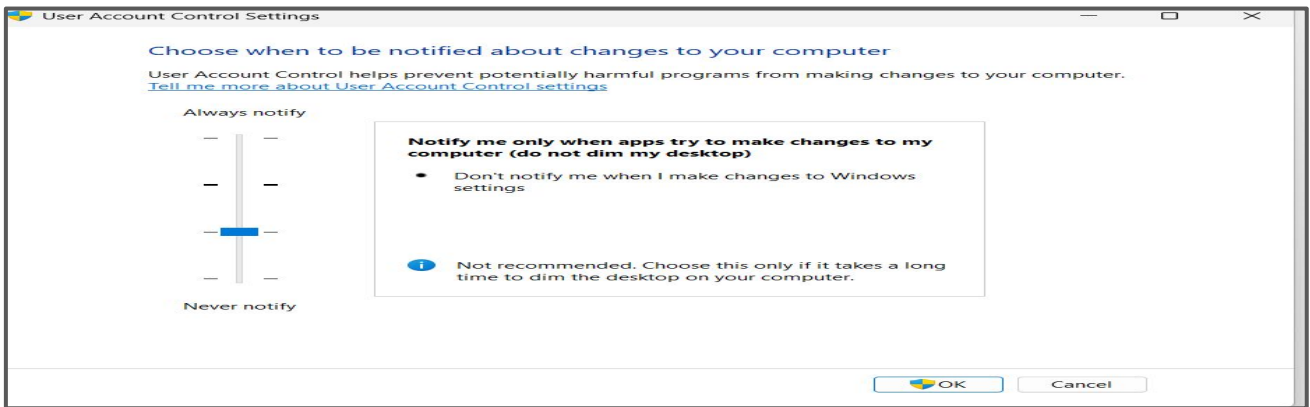 User Account Control Settings
Choose when to be notified about changes to your computer
User Account Control helps prevent potentially harmful programs from making changes to your computer.
Tell me more about User Account Control settings
Always notify
Notify me only when apps try to make changes to my
computer (do not dim my desktop)
• Don't notify me when I make changes to Windows
settings
Not recommended. Choose this only if it takes a long
time to dim the desktop on your computer.
Never notify
OK Cancel